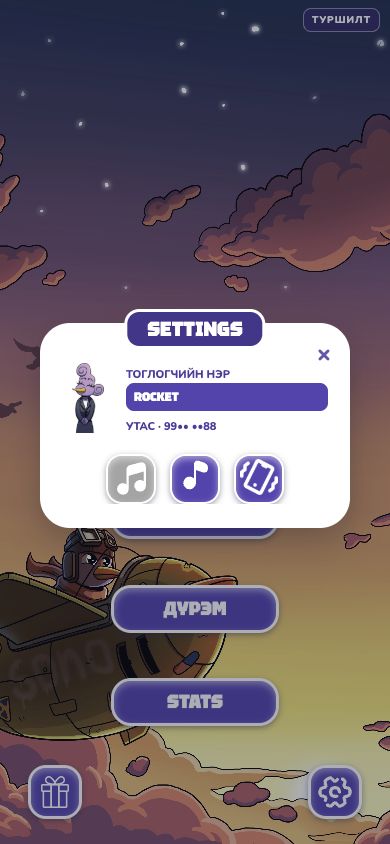 ТУРШИЛТ
SETTINGS
ТОГЛОГЧИЙН НЭР
ROCKET
УТАС · 99•• ••88
ДҮРЭМ
STATS